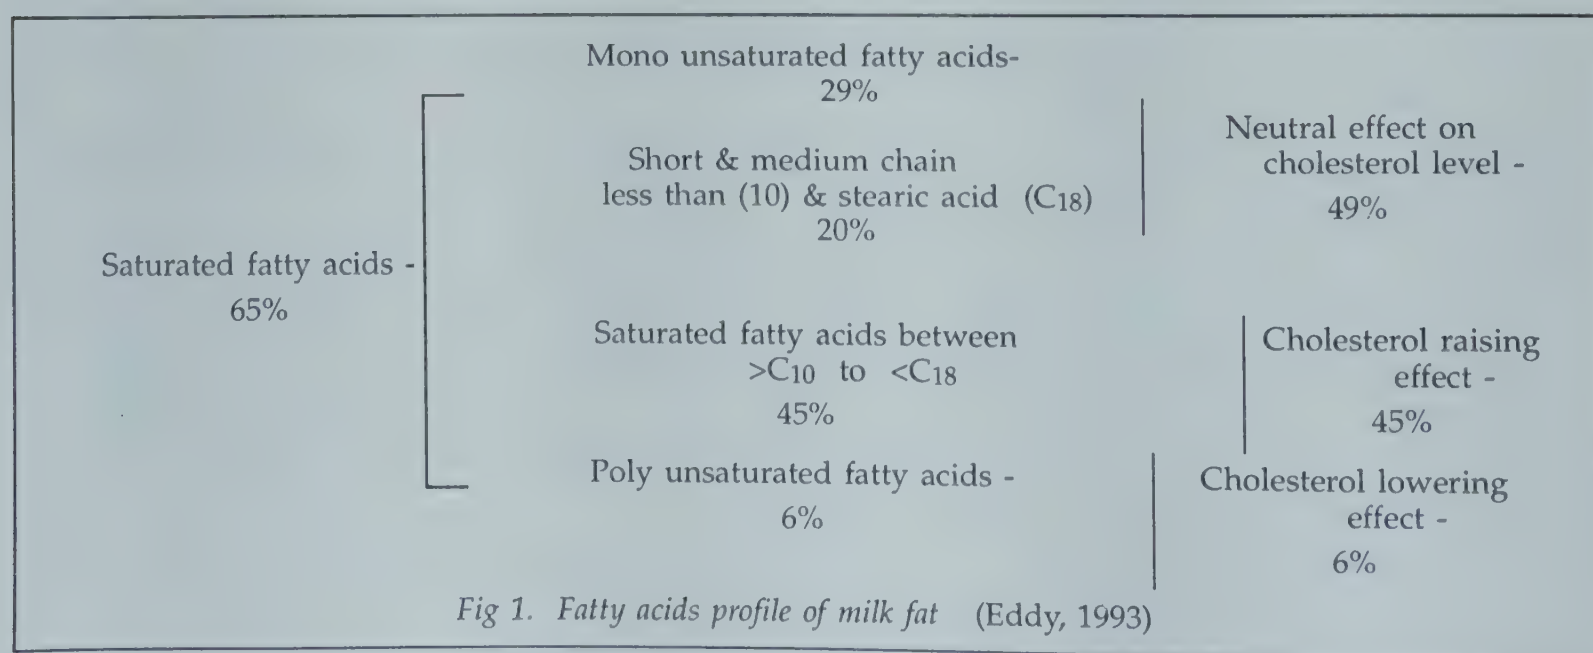 Mono unsaturated fatty acids-
29%
Short & medium chain
less than (10) & stearic acid (C18)
20%
Neutral effect on
cholesterol level -
49%
Saturated fatty acids -
65%
Saturated fatty acids between
>C10 to <C18
45%
Cholesterol raising
effect -
45%
Poly unsaturated fatty acids -
6%
Cholesterol lowering
effect -
6%
Fig 1. Fatty acids profile of milk fat (Eddy, 1993)